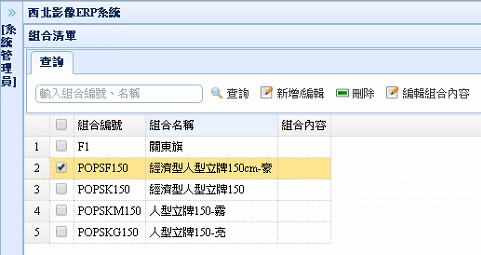 西北影像ERP系統
[系統管理員]
組合清單
查詢
輸入組合編號、名稱 查詢 新增/編輯 刪除 編輯組合內容
組合編號 組合名稱 組合內容
1 F1 關東旗
2 POPSF150 經濟型人型立牌150cm-豪
3 POPSK150 經濟型人型立牌150
4 POPSKM150 人型立牌150-霧
5 POPSKG150 人型立牌150-亮